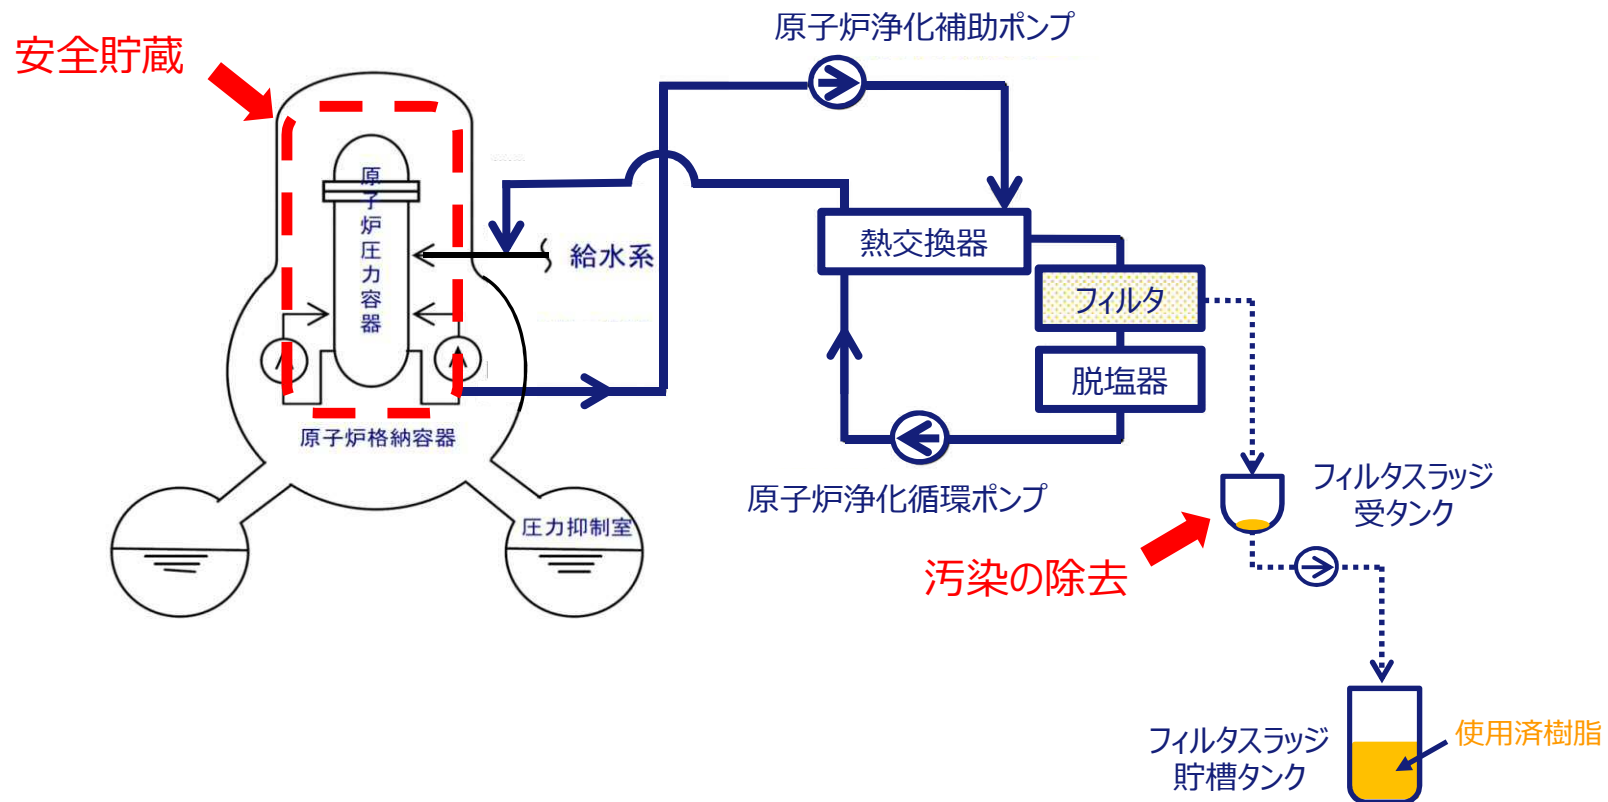 原子炉浄化補助ポンプ
安全貯蔵
原子炉圧力容器
熱交換器
給水系
フィルタ
脱塩器
原子炉格納容器
原子炉浄化循環ポンプ
フィルタスラッジ
受タンク
圧力抑制室
汚染の除去
フィルタスラッジ
貯槽タンク
使用済樹脂